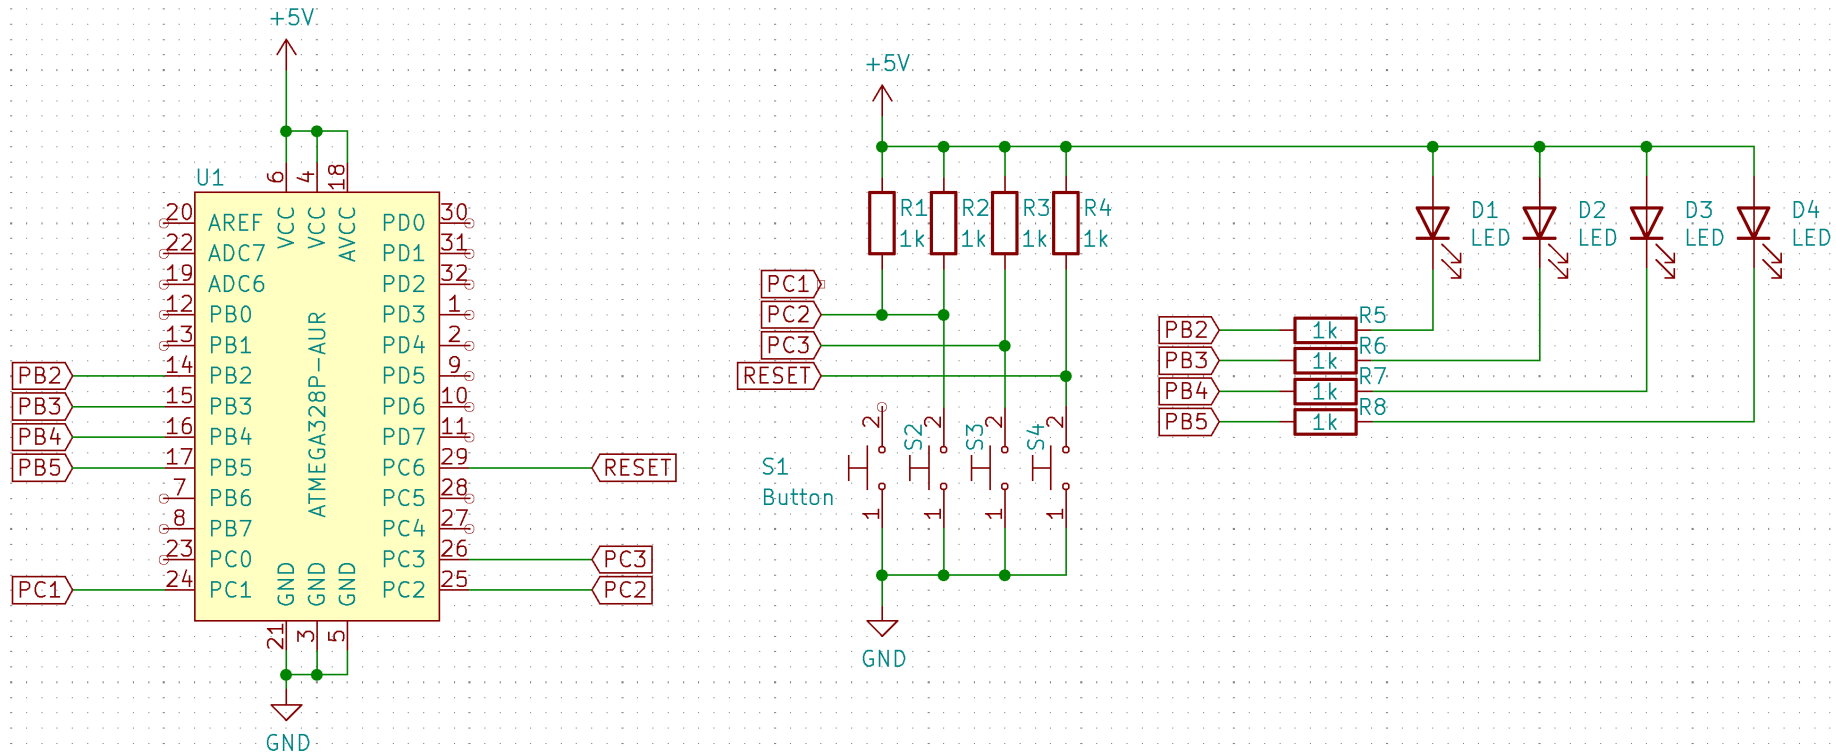 +5V
U1
6
4
18
VCC
VCC
AVCC
20 AREF
22 ADC7
19 ADC6
12 PB0
13 PB1
PB2 14 PB2
PB3 15 PB3
PB4 16 PB4
PB5 17 PB5
7 PB6
8 PB7
23 PC0
PC1 24 PC1
ATMEGA328P-AUR
PD0 30
PD1 31
PD2 32
PD3 1
PD4 2
PD5 9
PD6 10
PD7 11
PC6 29 RESET
PC5 28
PC4 27
PC3 26 PC3
PC2 25 PC2
GND
GND
GND
21
3
5
GND
+5V
R1
1k
R2
1k
R3
1k
R4
1k
PC1
PC2
PC3
RESET
S1
Button
2
1
S2
2
1
S3
2
1
S4
2
1
GND
D1
LED
D2
LED
D3
LED
D4
LED
PB2 1k R5
PB3 1k R6
PB4 1k R7
PB5 1k R8